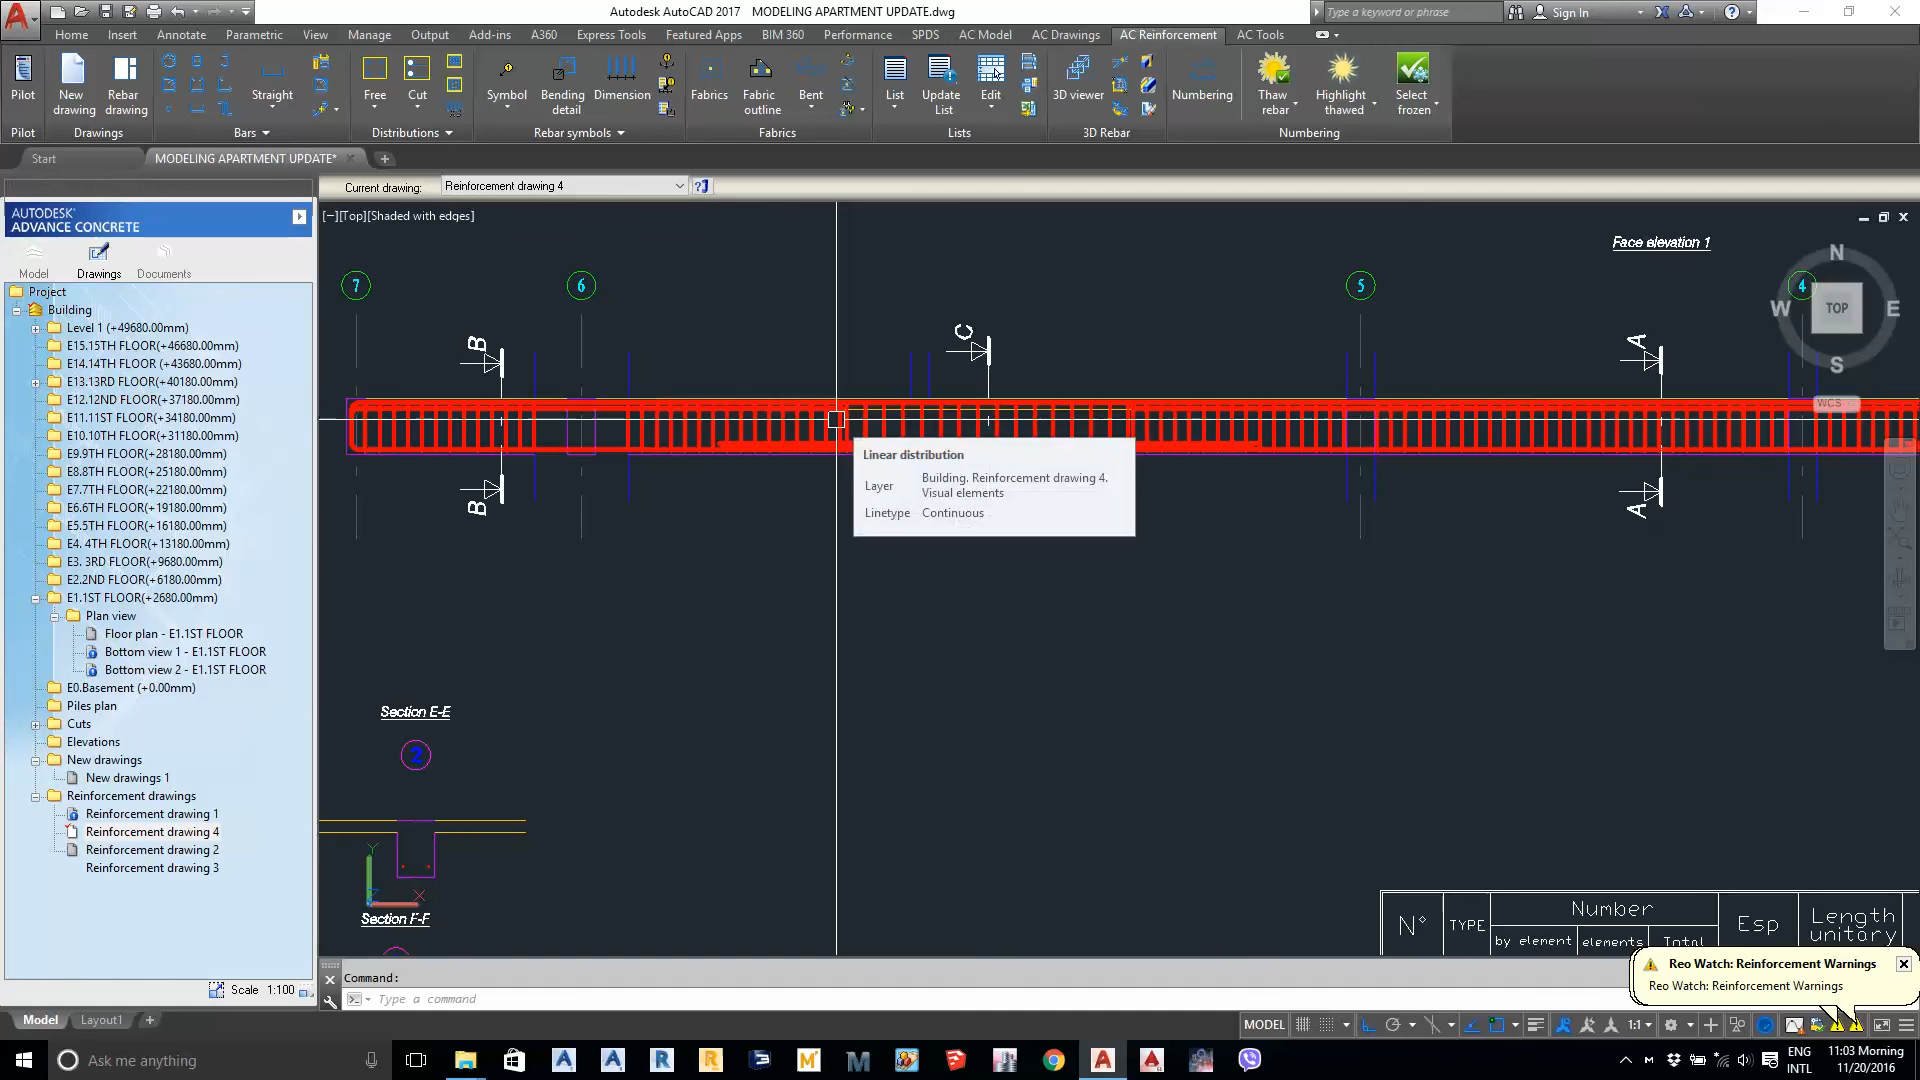 Autodesk AutoCAD 2017 MODELING APARTMENT UPDATE.dwg
Type a keyword or phrase
Sign In
Home Insert Annotate Parametric View Manage Output Add-ins A360 Express Tools Featured Apps BIM 360 Performance SPDS AC Model AC Drawings AC Reinforcement AC Tools
Pilot New drawing Rebar drawing Straight Free Cut Symbol Bending detail Dimension Fabrics Fabric outline Bent List Update List Edit 3D viewer Numbering Thaw rebar Highlight thawed Select frozen
Pilot Drawings Bars Distributions Rebar symbols Fabrics Lists 3D Rebar Numbering
Start MODELING APARTMENT UPDATE*
Current drawing: Reinforcement drawing 4
AUTODESK®
ADVANCE CONCRETE
Model Drawings Documents
Project
Building
Level 1 (+49680.00mm)
E15.15TH FLOOR(+46680.00mm)
E14.14TH FLOOR (+43680.00mm)
E13.13RD FLOOR(+40180.00mm)
E12.12ND FLOOR(+37180.00mm)
E11.11ST FLOOR(+34180.00mm)
E10.10TH FLOOR(+31180.00mm)
E9.9TH FLOOR(+28180.00mm)
E8.8TH FLOOR(+25180.00mm)
E7.7TH FLOOR(+22180.00mm)
E6.6TH FLOOR(+19180.00mm)
E5.5TH FLOOR(+16180.00mm)
E4. 4TH FLOOR(+13180.00mm)
E3. 3RD FLOOR(+9680.00mm)
E2.2ND FLOOR(+6180.00mm)
E1.1ST FLOOR(+2680.00mm)
Plan view
Floor plan - E1.1ST FLOOR
Bottom view 1 - E1.1ST FLOOR
Bottom view 2 - E1.1ST FLOOR
E0.Basement (+0.00mm)
Piles plan
Cuts
Elevations
New drawings
New drawings 1
Reinforcement drawings
Reinforcement drawing 1
Reinforcement drawing 4
Reinforcement drawing 2
Reinforcement drawing 3
Scale 1:100
[−][Top][Shaded with edges]
Face elevation 1
7 6 5 4
B C A
B A
N
W TOP E
S
WCS
Linear distribution
Layer Building. Reinforcement drawing 4.
Visual elements
Linetype Continuous
Section E-E
2
Y
X
Section F-F
N° TYPE Number Esp Length unitary
by element elements Total
Command:
Type a command
Reo Watch: Reinforcement Warnings
Reo Watch: Reinforcement Warnings
Model Layout1
MODEL 1:1
Ask me anything
ENG
INTL
11:03 Morning
11/20/2016